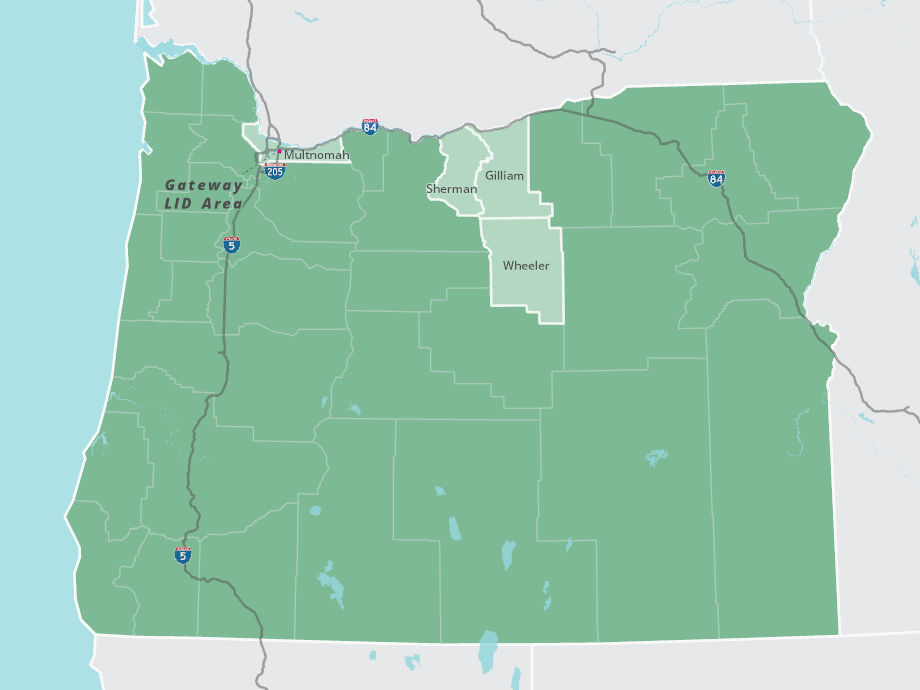 84
Multnomah
205
Gateway
LID Area
Gilliam
Sherman
84
5
Wheeler
5